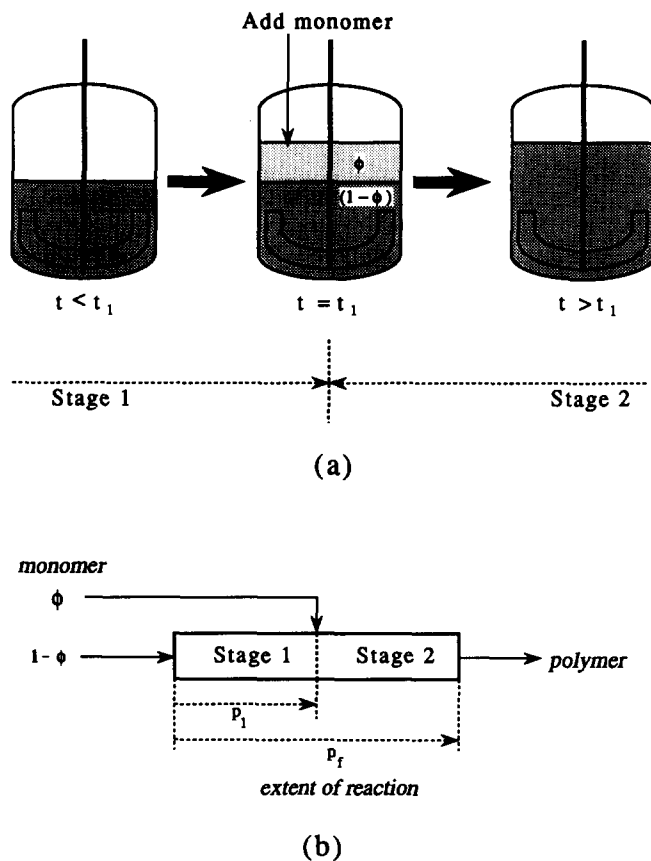 Add monomer
ϕ
(1-ϕ)
t < t₁
t = t₁
t > t₁
Stage 1
Stage 2
(a)
monomer
ϕ
1-ϕ
Stage 1
Stage 2
polymer
p₁
p_f
extent of reaction
(b)